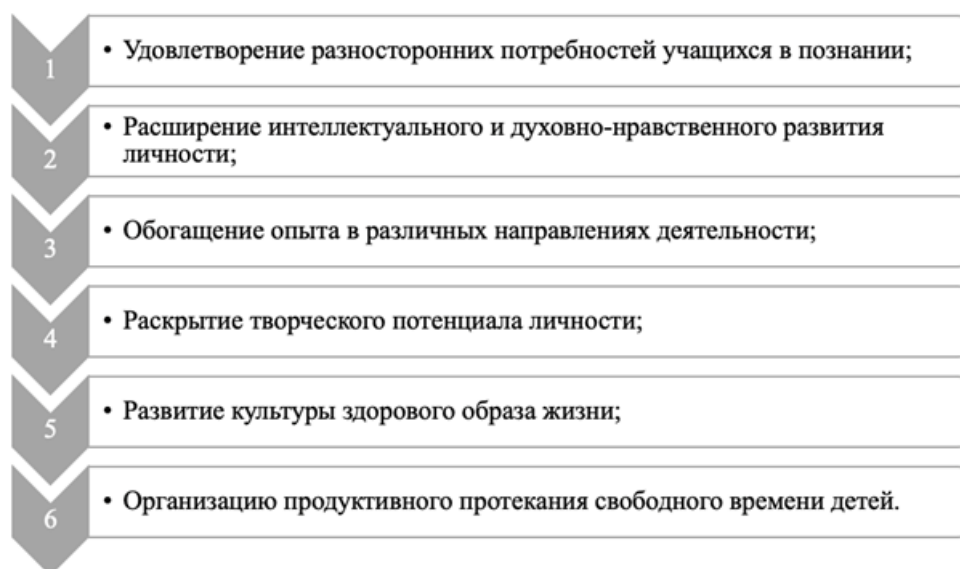 1
• Удовлетворение разносторонних потребностей учащихся в познании;
2
• Расширение интеллектуального и духовно-нравственного развития
личности;
3
• Обогащение опыта в различных направлениях деятельности;
4
• Раскрытие творческого потенциала личности;
5
• Развитие культуры здорового образа жизни;
6
• Организацию продуктивного протекания свободного времени детей.